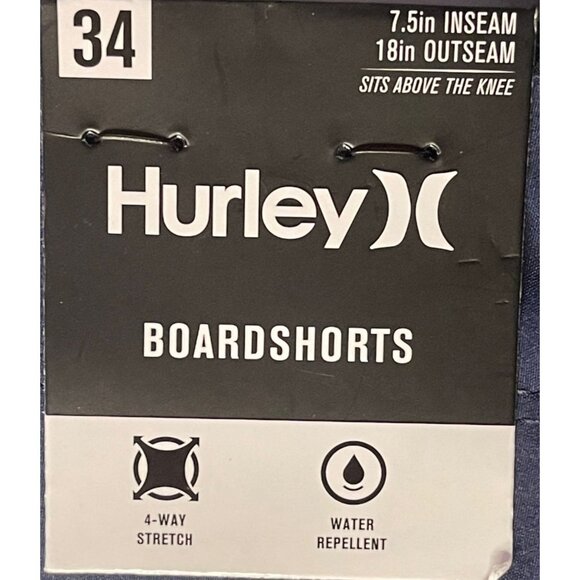 34
7.5in INSEAM
18in OUTSEAM
SITS ABOVE THE KNEE
Hurley
BOARDSHORTS
4-WAY
STRETCH
WATER
REPELLENT